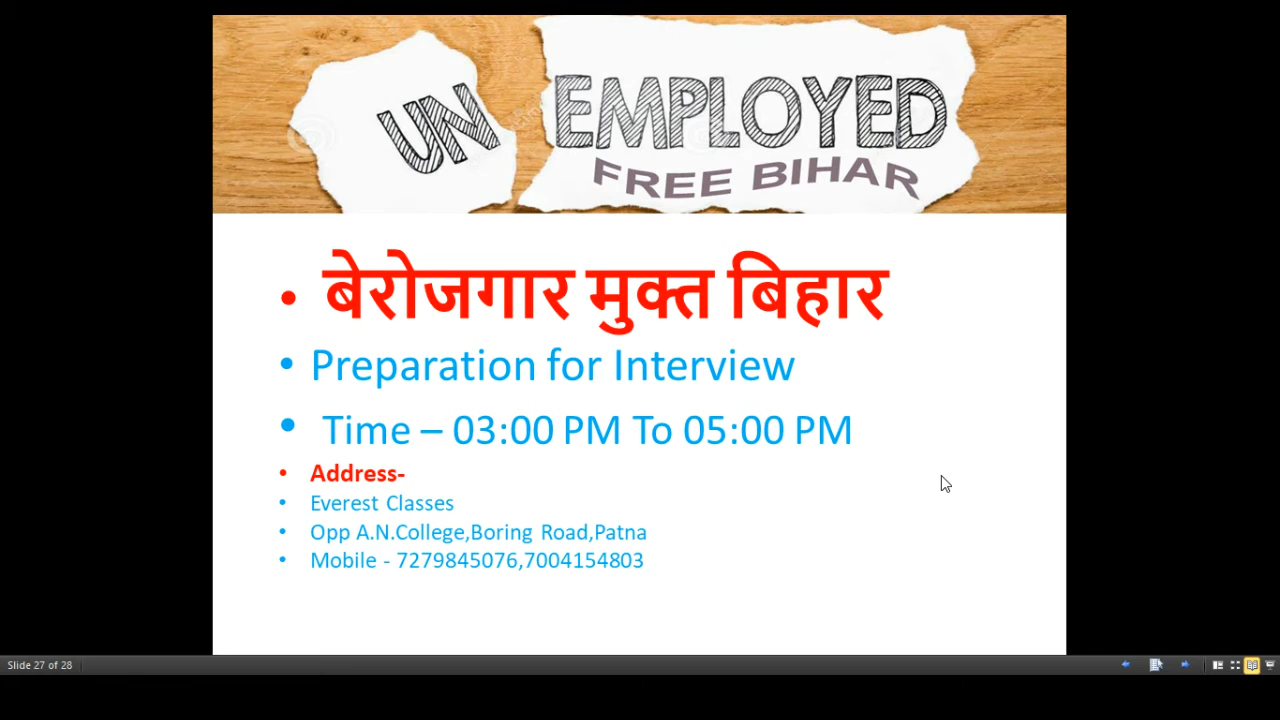 UN EMPLOYED
FREE BIHAR
• बेरोजगार मुक्त बिहार
• Preparation for Interview
• Time – 03:00 PM To 05:00 PM
• Address-
• Everest Classes
• Opp A.N.College,Boring Road,Patna
• Mobile - 7279845076,7004154803
Slide 27 of 28